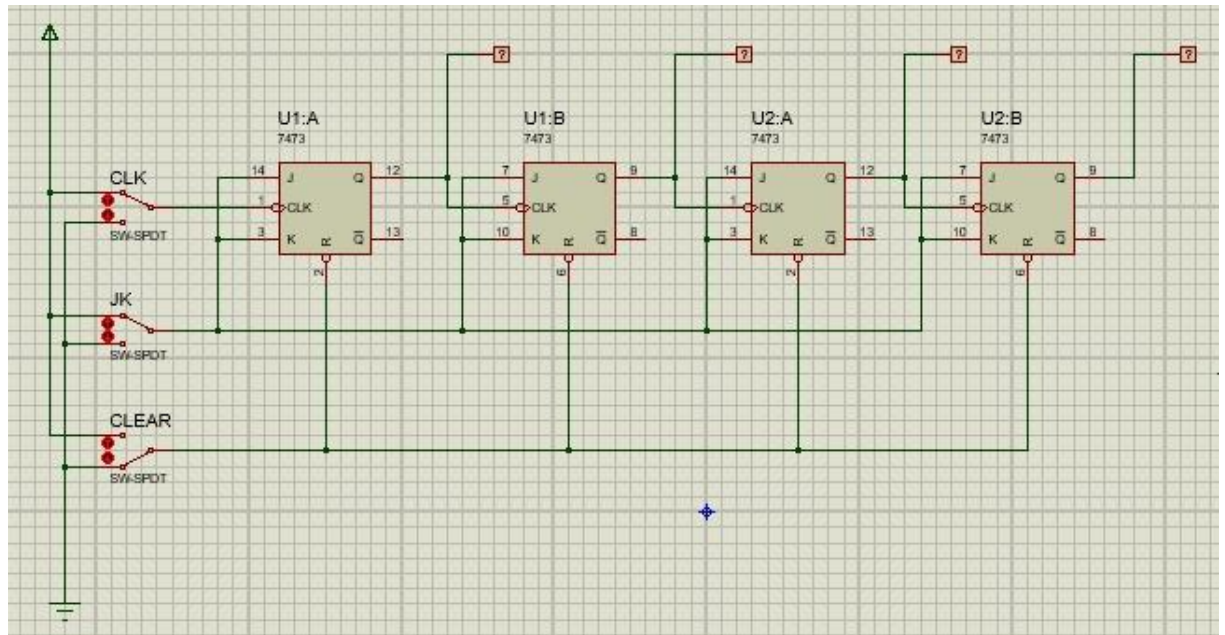 ? ? ? ?
U1:A U1:B U2:A U2:B
7473 7473 7473 7473
CLK
SW-SPDT
14 J Q 12 7 J Q 9 14 J Q 12 7 J Q 9
1 CLK 5 CLK 1 CLK 5 CLK
3 K R Q 13 10 K R Q 8 3 K R Q 13 10 K R Q 8
2 6 2 6
JK
SW-SPDT
CLEAR
SW-SPDT